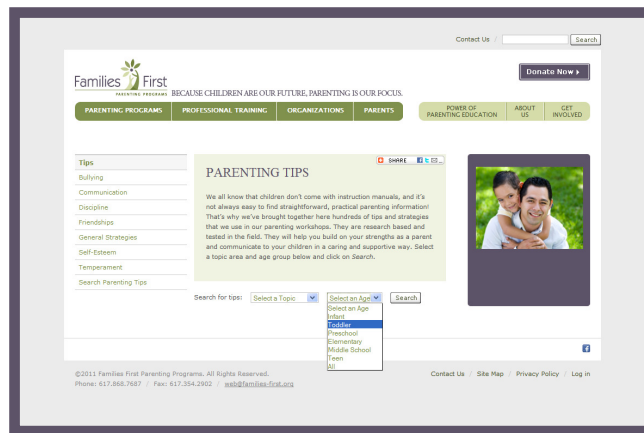 Contact Us /
Search
Families First
PARENTING PROGRAMS
BECAUSE CHILDREN ARE OUR FUTURE, PARENTING IS OUR FOCUS.
Donate Now
PARENTING PROGRAMS PROFESSIONAL TRAINING ORGANIZATIONS PARENTS
POWER OF PARENTING EDUCATION
ABOUT US
GET INVOLVED
Tips
Bullying
Communication
Discipline
Friendships
General Strategies
Self-Esteem
Temperament
Search Parenting Tips
SHARE
PARENTING TIPS
We all know that children don't come with instruction manuals, and it's
not always easy to find straightforward, practical parenting information!
That's why we've brought together here hundreds of tips and strategies
that we use in our parenting workshops. They are research based and
tested in the field. They will help you build on your strengths as a parent
and communicate to your children in a caring and supportive way. Select
a topic area and age group below and click on Search.
Search for tips: Select a Topic Select an Age Search
Select an Age
Infant
Toddler
Preschool
Elementary
Middle School
Teen
All
©2011 Families First Parenting Programs. All Rights Reserved.
Phone: 617.868.7687 / Fax: 617.354.2902 / web@families-first.org
Contact Us / Site Map / Privacy Policy / Log in